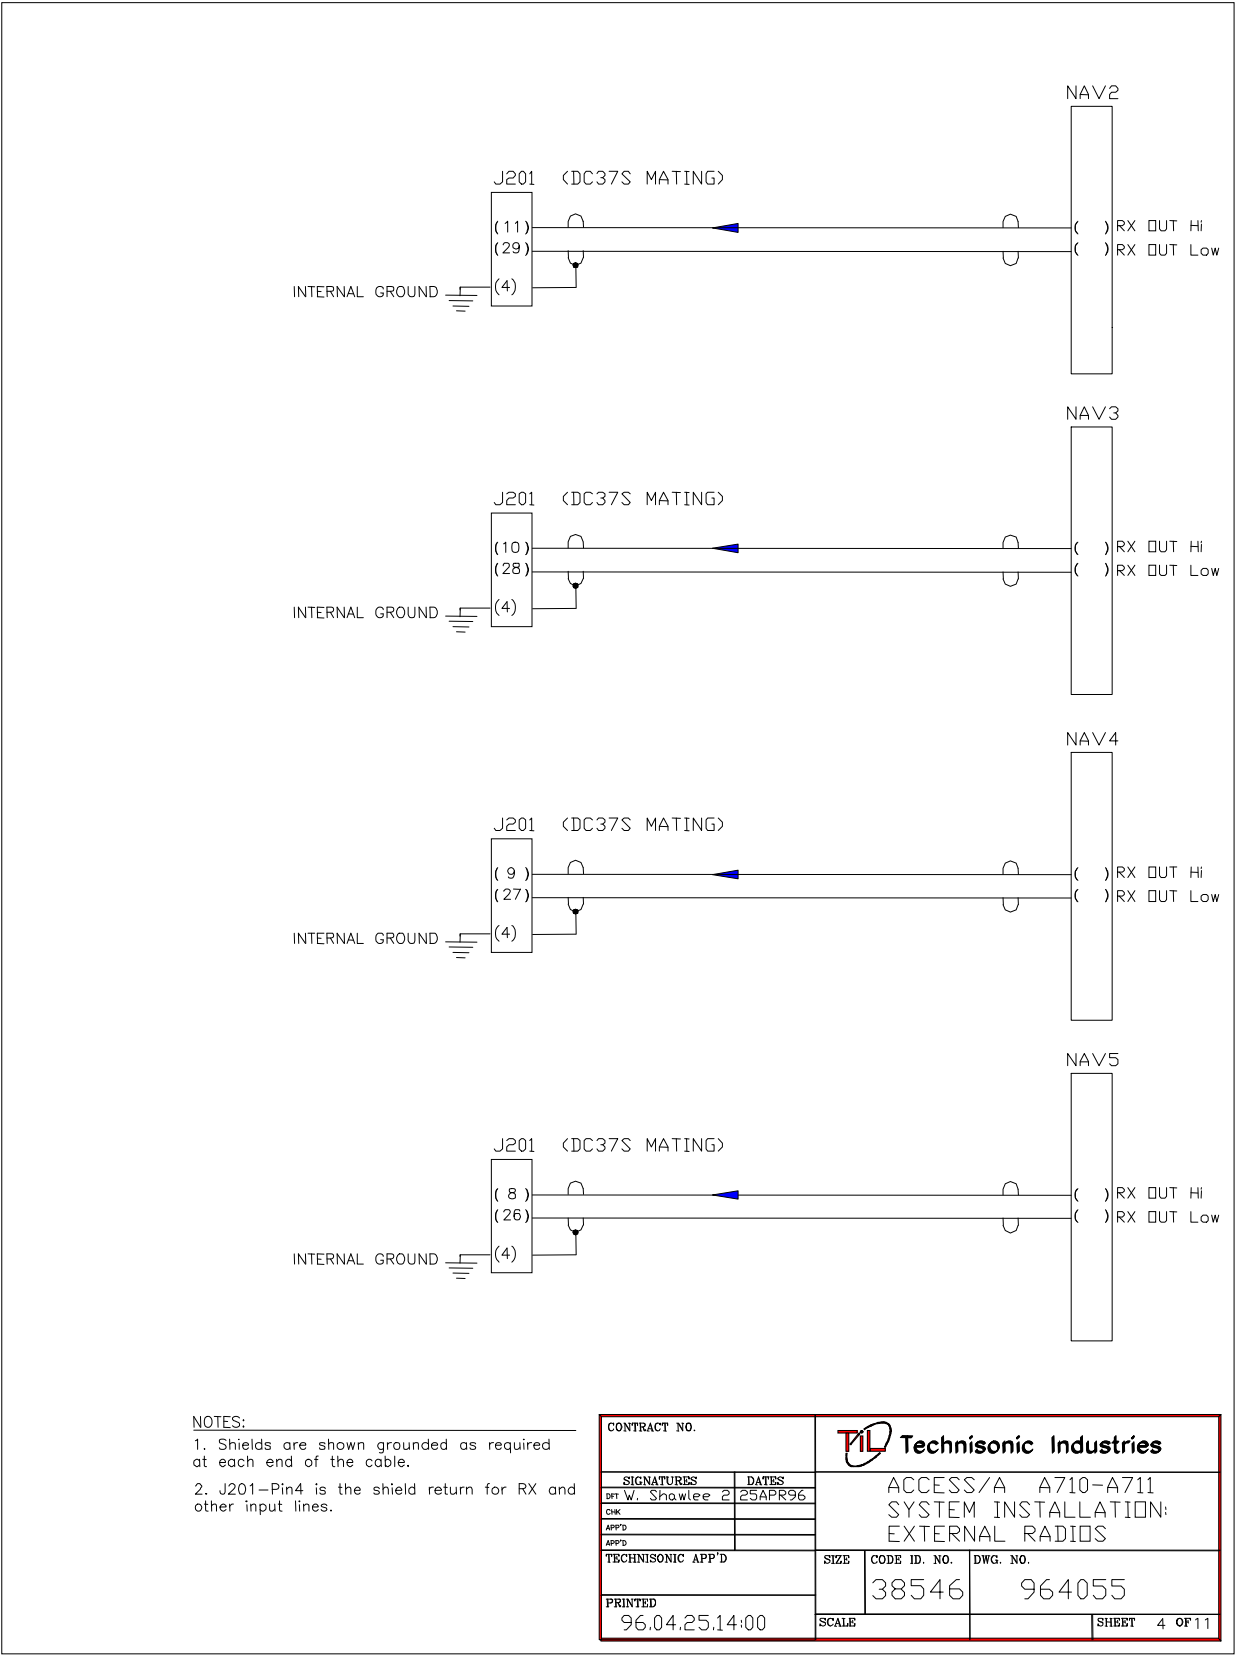 NAV2
J201 (DC37S MATING)
(11)
( ) RX OUT Hi
(29)
( ) RX OUT Low
INTERNAL GROUND
(4)
NAV3
J201 (DC37S MATING)
(10)
( ) RX OUT Hi
(28)
( ) RX OUT Low
INTERNAL GROUND
(4)
NAV4
J201 (DC37S MATING)
( 9 )
( ) RX OUT Hi
(27)
( ) RX OUT Low
INTERNAL GROUND
(4)
NAV5
J201 (DC37S MATING)
( 8 )
( ) RX OUT Hi
(26)
( ) RX OUT Low
INTERNAL GROUND
(4)
NOTES:
1. Shields are shown grounded as required
at each end of the cable.
2. J201-Pin4 is the shield return for RX and
other input lines.
CONTRACT NO.
SIGNATURES DATES
DFT W. Shawlee 2 25APR96
CHK
APP'D
APP'D
TECHNISONIC APP'D
PRINTED
96.04.25.14:00
TiL Technisonic Industries
ACCESS/A A710-A711
SYSTEM INSTALLATION:
EXTERNAL RADIOS
SIZE CODE ID. NO. DWG. NO.
38546 964055
SCALE SHEET 4 OF 11